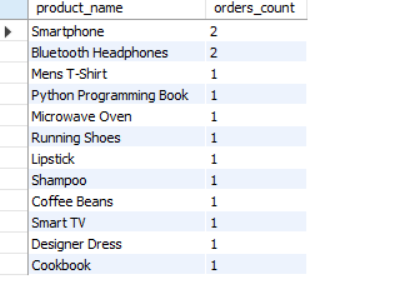 product_name orders_count
Smartphone 2
Bluetooth Headphones 2
Mens T-Shirt 1
Python Programming Book 1
Microwave Oven 1
Running Shoes 1
Lipstick 1
Shampoo 1
Coffee Beans 1
Smart TV 1
Designer Dress 1
Cookbook 1